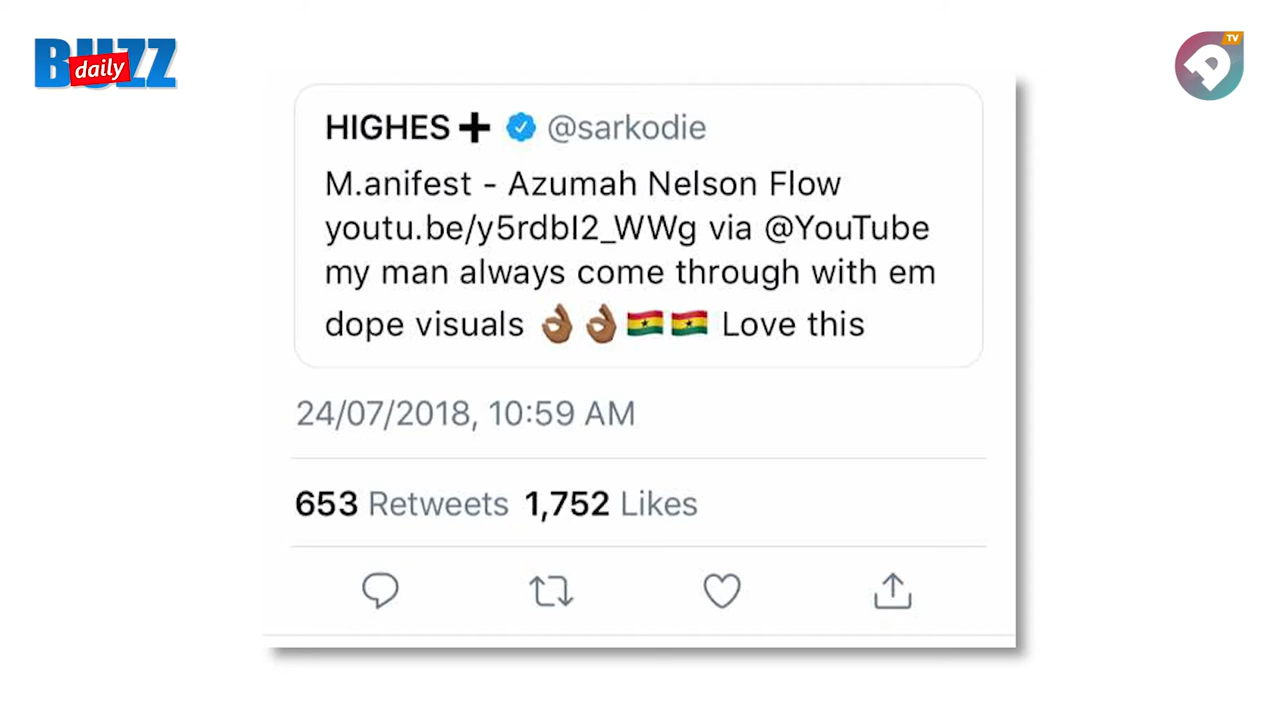 BUZZ
daily
TV
HIGHES➕ @sarkodie
M.anifest - Azumah Nelson Flow
youtu.be/y5rdbI2_WWg via @YouTube
my man always come through with em
dope visuals 👌🏾👌🏾🇬🇭🇬🇭 Love this
24/07/2018, 10:59 AM
653 Retweets 1,752 Likes